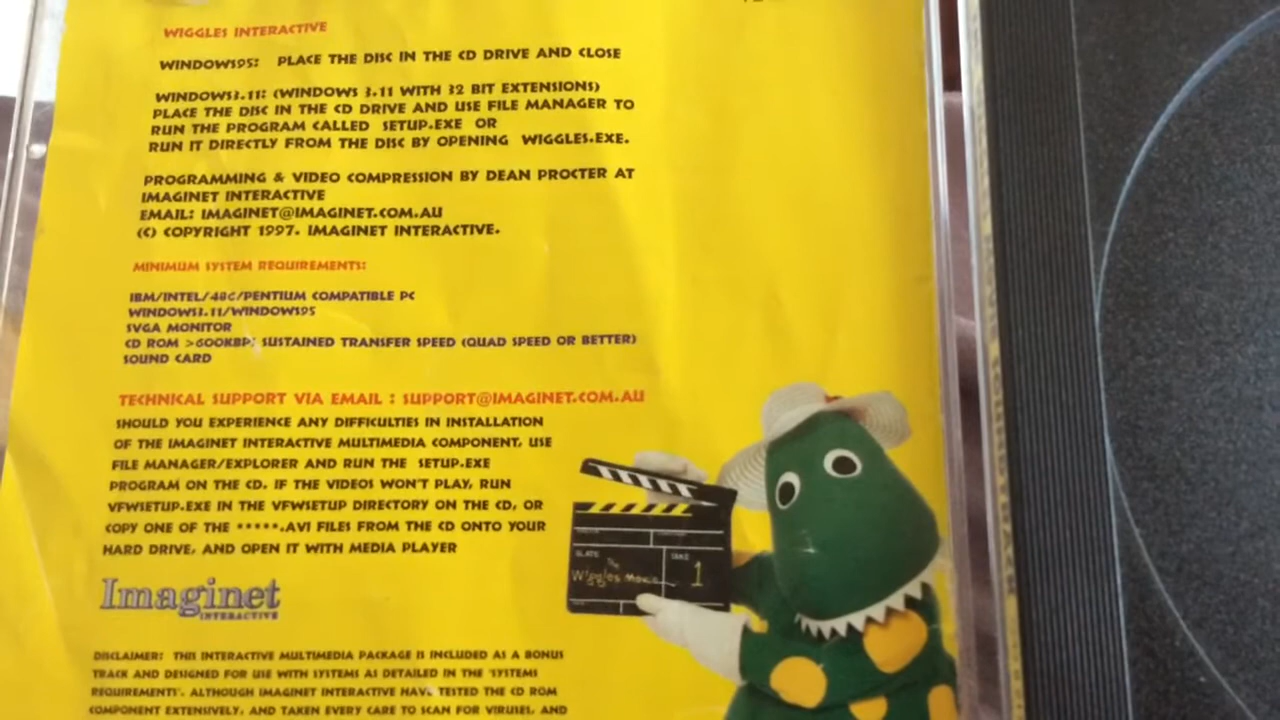 WIGGLES INTERACTIVE
WINDOWS95: PLACE THE DISC IN THE CD DRIVE AND CLOSE
WINDOWS3.11: (WINDOWS 3.11 WITH 32 BIT EXTENSIONS)
PLACE THE DISC IN THE CD DRIVE AND USE FILE MANAGER TO
RUN THE PROGRAM CALLED SETUP.EXE OR
RUN IT DIRECTLY FROM THE DISC BY OPENING WIGGLES.EXE.
PROGRAMMING & VIDEO COMPRESSION BY DEAN PROCTER AT
IMAGINET INTERACTIVE
EMAIL: IMAGINET@IMAGINET.COM.AU
(C) COPYRIGHT 1997. IMAGINET INTERACTIVE.
MINIMUM SYSTEM REQUIREMENTS:
IBM/INTEL/486/PENTIUM COMPATIBLE PC
WINDOWS3.11/WINDOWS95
SVGA MONITOR
CD ROM >600KBPS SUSTAINED TRANSFER SPEED (QUAD SPEED OR BETTER)
SOUND CARD
TECHNICAL SUPPORT VIA EMAIL : SUPPORT@IMAGINET.COM.AU
SHOULD YOU EXPERIENCE ANY DIFFICULTIES IN INSTALLATION
OF THE IMAGINET INTERACTIVE MULTIMEDIA COMPONENT, USE
FILE MANAGER/EXPLORER AND RUN THE SETUP.EXE
PROGRAM ON THE CD. IF THE VIDEOS WON'T PLAY, RUN
VFWSETUP.EXE IN THE VFWSETUP DIRECTORY ON THE CD, OR
COPY ONE OF THE *****.AVI FILES FROM THE CD ONTO YOUR
HARD DRIVE, AND OPEN IT WITH MEDIA PLAYER
SLATE TAKE
The
Wiggles Movie 1
Imaginet
INTERACTIVE
DISCLAIMER: THIS INTERACTIVE MULTIMEDIA PACKAGE IS INCLUDED AS A BONUS
TRACK AND DESIGNED FOR USE WITH SYSTEMS AS DETAILED IN THE 'SYSTEMS
REQUIREMENTS'. ALTHOUGH IMAGINET INTERACTIVE HAVE TESTED THE CD ROM
COMPONENT EXTENSIVELY, AND TAKEN EVERY CARE TO SCAN FOR VIRUSES, AND